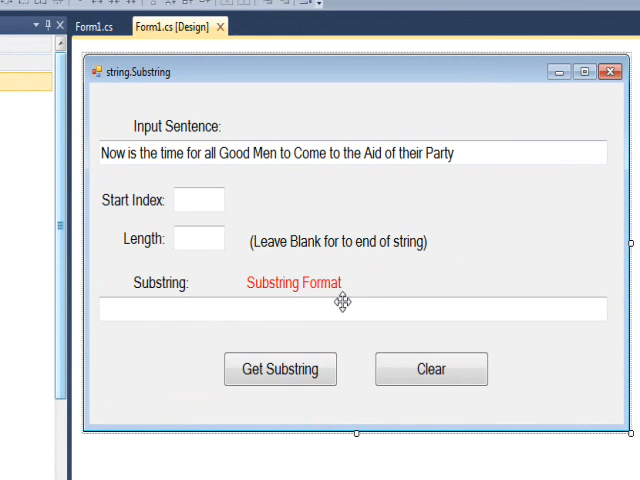 Form1.cs
Form1.cs [Design]
string.Substring
Input Sentence:
Now is the time for all Good Men to Come to the Aid of their Party
Start Index:
Length:
(Leave Blank for to end of string)
Substring:
Substring Format
Get Substring
Clear